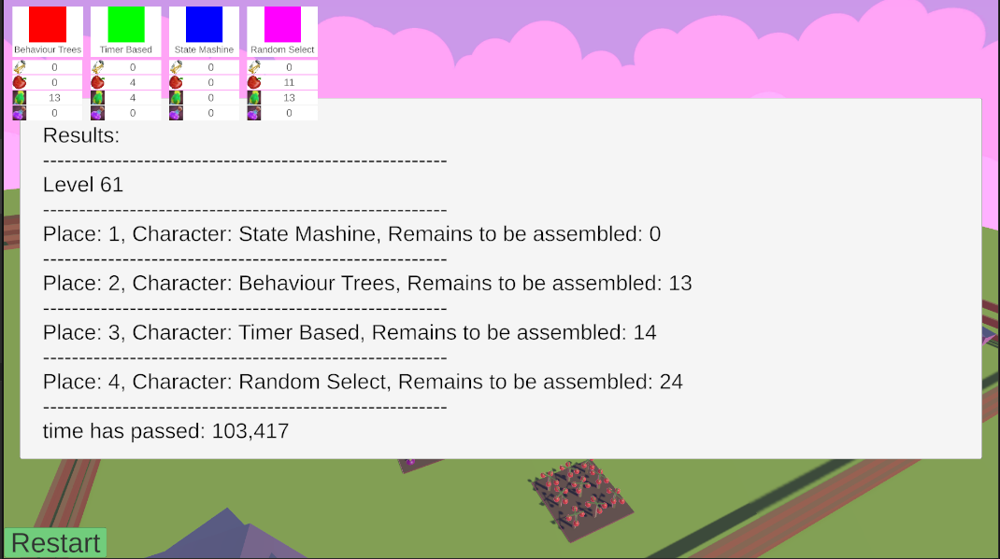 Behaviour Trees Timer Based State Machine Random Select
0 0 0 0
0 4 0 11
13 4 0 13
0 0 0 0
Results:
--------------------------------------------------------
Level 61
--------------------------------------------------------
Place: 1, Character: State Mashine, Remains to be assembled: 0
--------------------------------------------------------
Place: 2, Character: Behaviour Trees, Remains to be assembled: 13
--------------------------------------------------------
Place: 3, Character: Timer Based, Remains to be assembled: 14
--------------------------------------------------------
Place: 4, Character: Random Select, Remains to be assembled: 24
--------------------------------------------------------
time has passed: 103,417
Restart